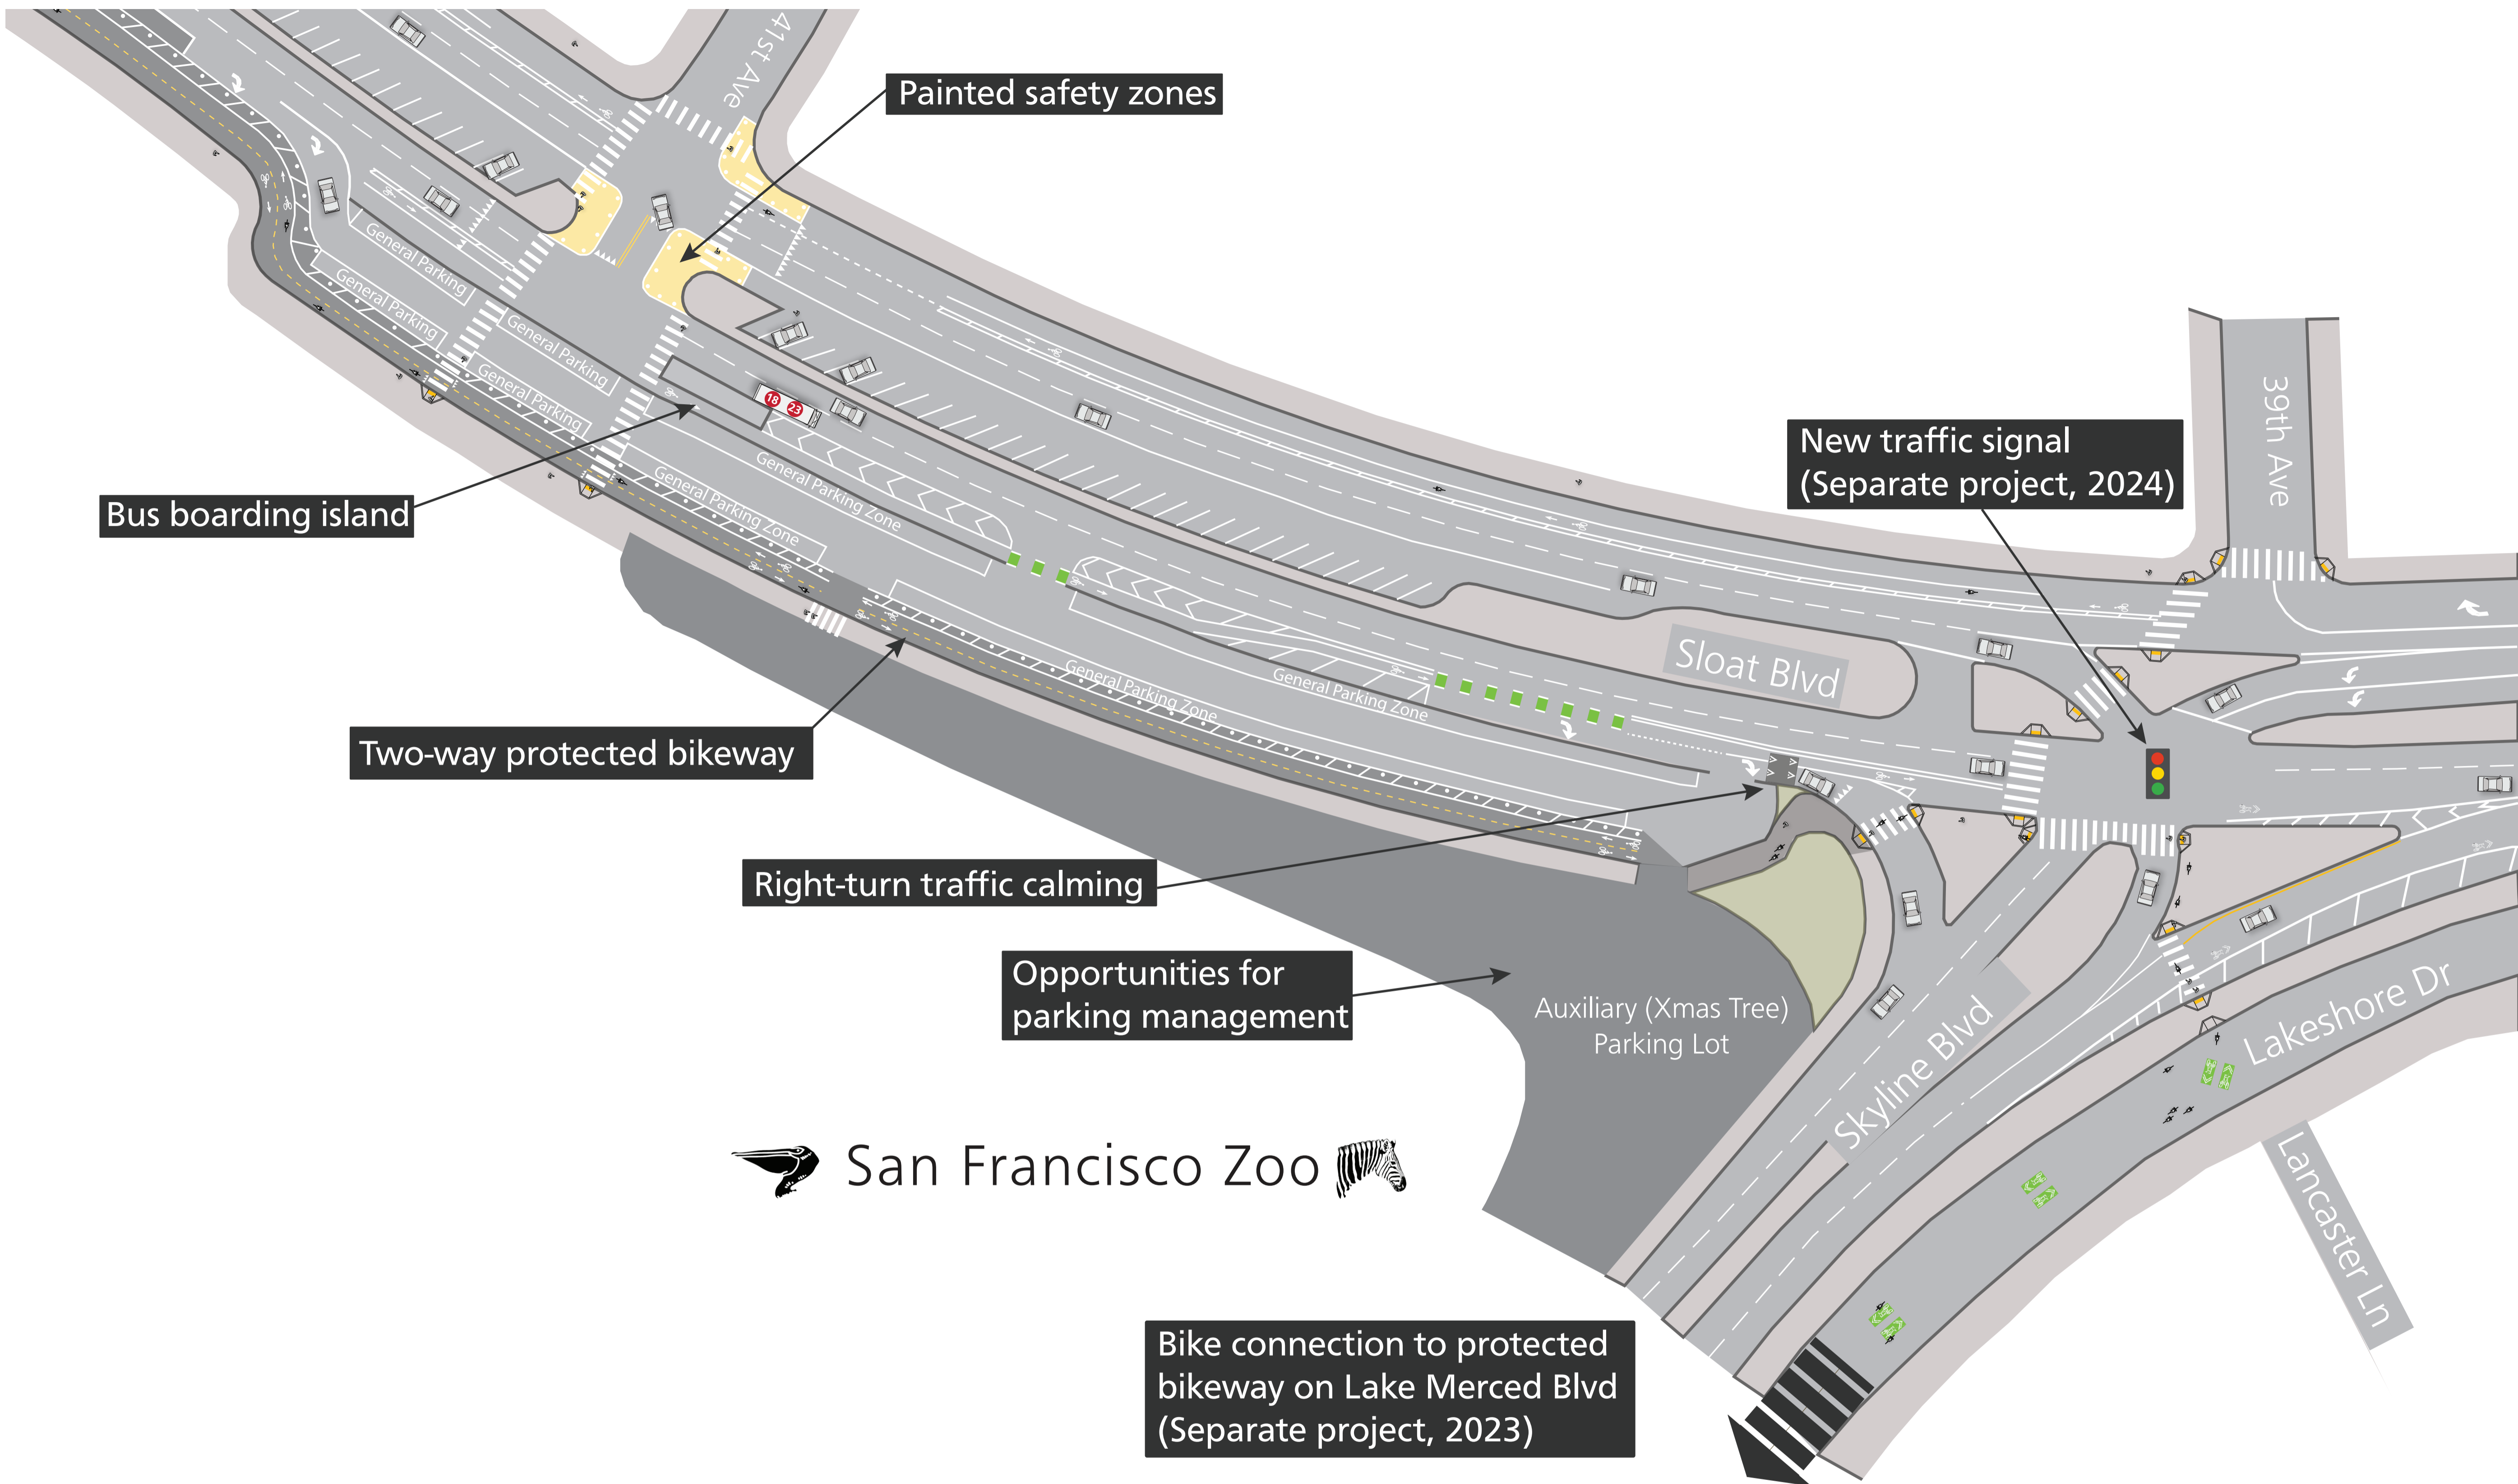 41st Ave
Painted safety zones
General Parking
General Parking
General Parking
General Parking
18 23
General Parking Zone
General Parking Zone
Bus boarding island
39th Ave
New traffic signal
(Separate project, 2024)
Sloat Blvd
General Parking Zone
General Parking Zone
Two-way protected bikeway
Right-turn traffic calming
Opportunities for
parking management
Auxiliary (Xmas Tree)
Parking Lot
Skyline Blvd
Lakeshore Dr
San Francisco Zoo
Lancaster Ln
Bike connection to protected
bikeway on Lake Merced Blvd
(Separate project, 2023)